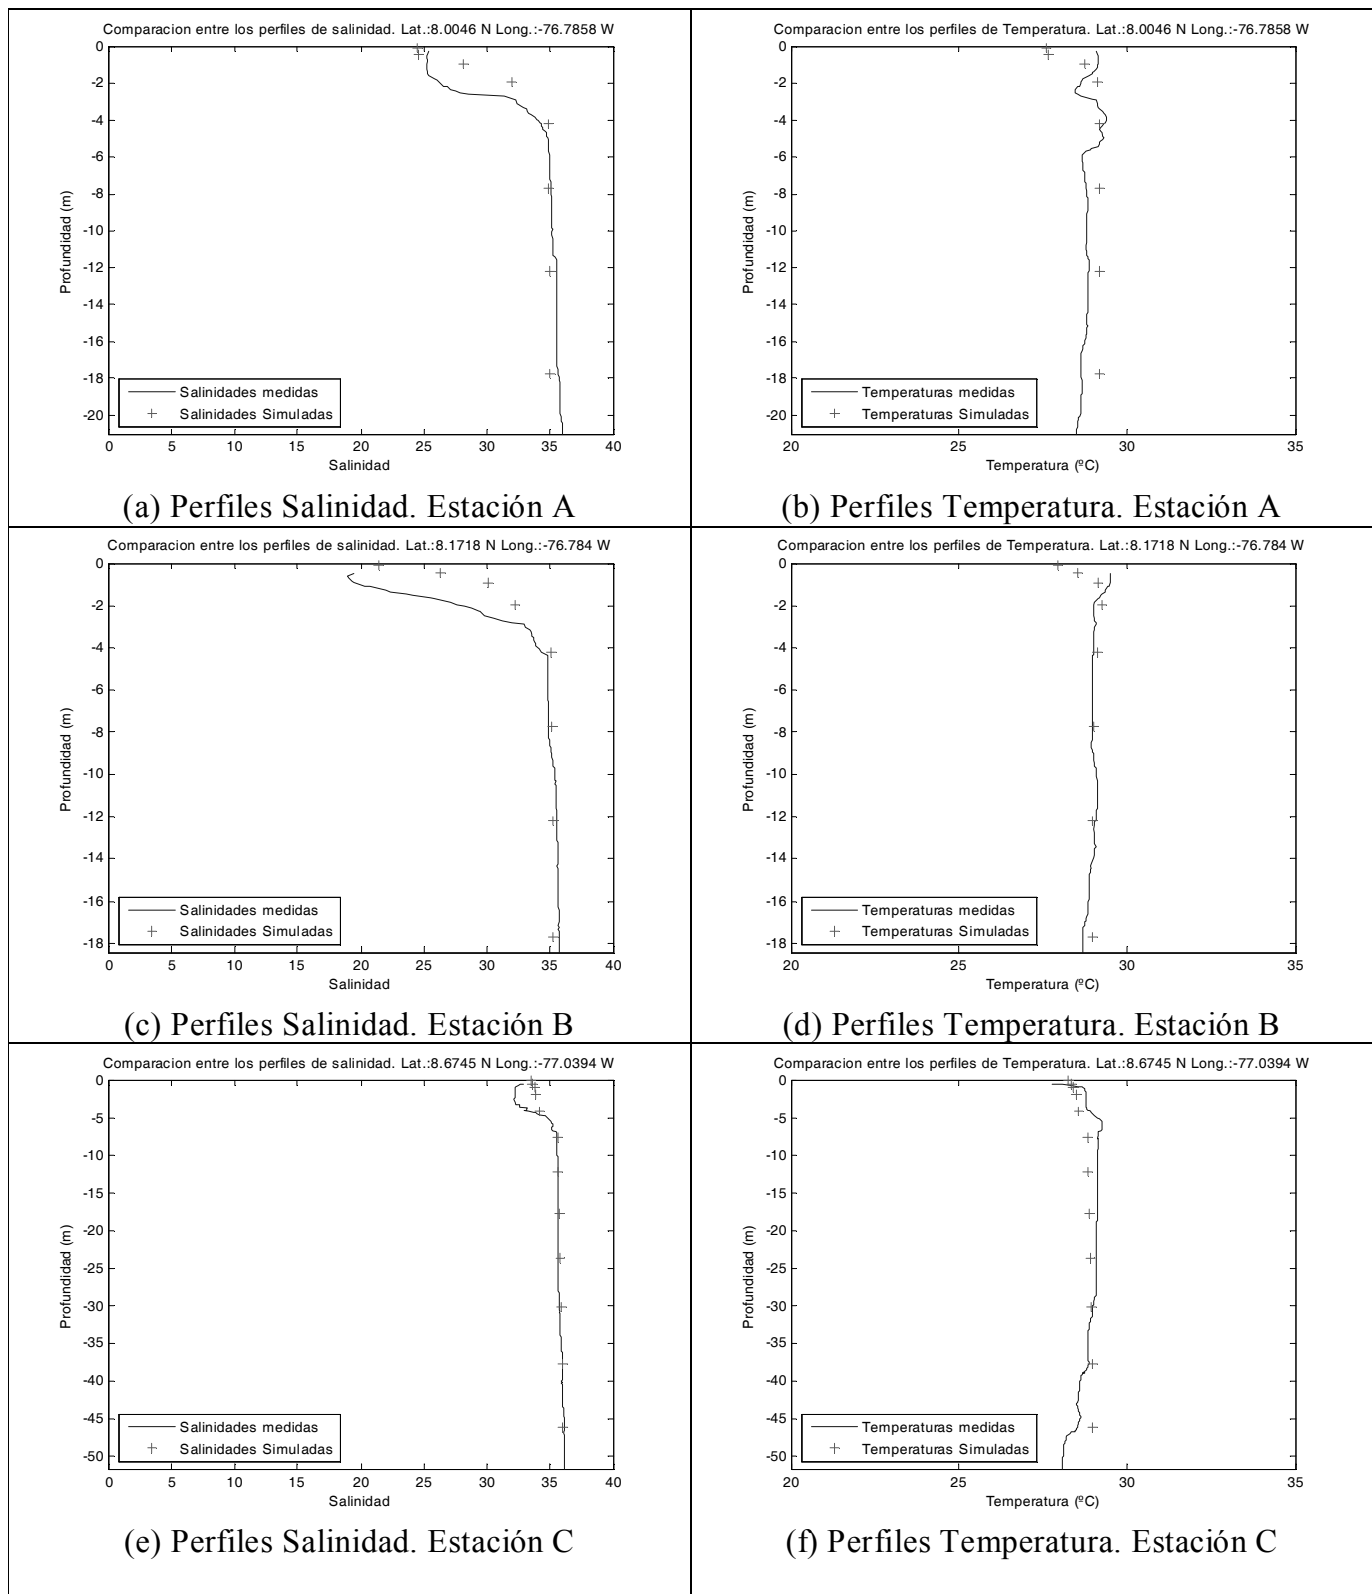 Comparacion entre los perfiles de salinidad. Lat.:8.0046 N Long.:-76.7858 W
0
-2
-4
-6
-8
-10
-12
-14
-16
-18
-20
Profundidad (m)
Salinidades medidas
Salinidades Simuladas
0 5 10 15 20 25 30 35 40
Salinidad
(a) Perfiles Salinidad. Estación A
Comparacion entre los perfiles de Temperatura. Lat.:8.0046 N Long.:-76.7858 W
0
-2
-4
-6
-8
-10
-12
-14
-16
-18
-20
Profundidad (m)
Temperaturas medidas
Temperaturas Simuladas
20 25 30 35
Temperatura (ºC)
(b) Perfiles Temperatura. Estación A
Comparacion entre los perfiles de salinidad. Lat.:8.1718 N Long.:-76.784 W
0
-2
-4
-6
-8
-10
-12
-14
-16
-18
Profundidad (m)
Salinidades medidas
Salinidades Simuladas
0 5 10 15 20 25 30 35 40
Salinidad
(c) Perfiles Salinidad. Estación B
Comparacion entre los perfiles de Temperatura. Lat.:8.1718 N Long.:-76.784 W
0
-2
-4
-6
-8
-10
-12
-14
-16
-18
Profundidad (m)
Temperaturas medidas
Temperaturas Simuladas
20 25 30 35
Temperatura (ºC)
(d) Perfiles Temperatura. Estación B
Comparacion entre los perfiles de salinidad. Lat.:8.6745 N Long.:-77.0394 W
0
-5
-10
-15
-20
-25
-30
-35
-40
-45
-50
Profundidad (m)
Salinidades medidas
Salinidades Simuladas
0 5 10 15 20 25 30 35 40
Salinidad
(e) Perfiles Salinidad. Estación C
Comparacion entre los perfiles de Temperatura. Lat.:8.6745 N Long.:-77.0394 W
0
-5
-10
-15
-20
-25
-30
-35
-40
-45
-50
Profundidad (m)
Temperaturas medidas
Temperaturas Simuladas
20 25 30 35
Temperatura (ºC)
(f) Perfiles Temperatura. Estación C